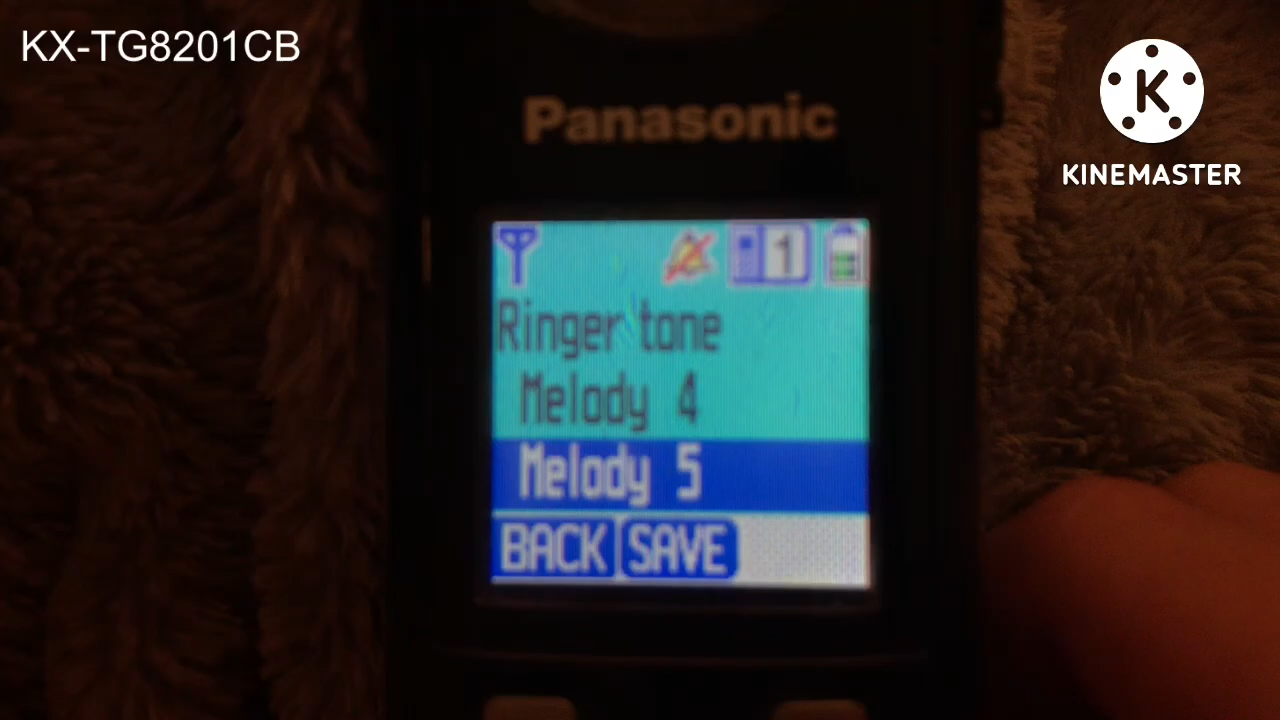 KX-TG8201CB
K
KINEMASTER
Panasonic
1
Ringer tone
Melody 4
Melody 5
BACK SAVE